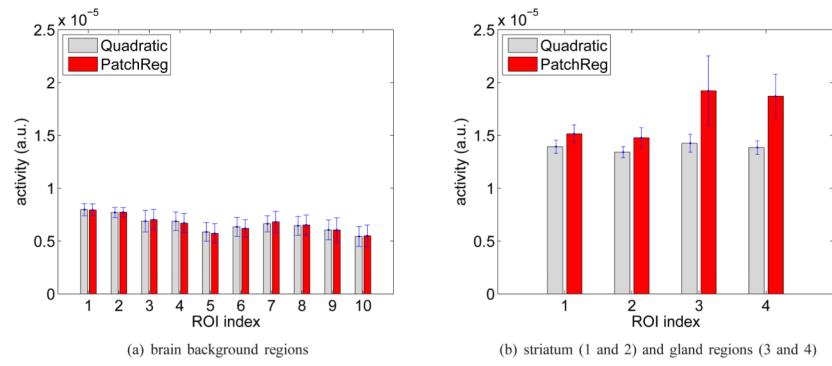 x 10⁻⁵
2.5
2
1.5
1
0.5
0
activity (a.u.)
Quadratic
PatchReg
1 2 3 4 5 6 7 8 9 10
ROI index
(a) brain background regions
x 10⁻⁵
2.5
2
1.5
1
0.5
0
activity (a.u.)
Quadratic
PatchReg
1 2 3 4
ROI index
(b) striatum (1 and 2) and gland regions (3 and 4)